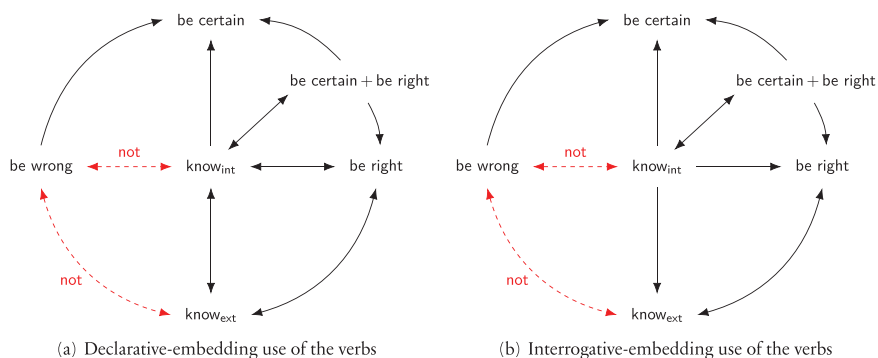 be certain
be certain + be right
not
be wrong
know_int
be right
not
know_ext
(a) Declarative-embedding use of the verbs
be certain
be certain + be right
not
be wrong
know_int
be right
not
know_ext
(b) Interrogative-embedding use of the verbs